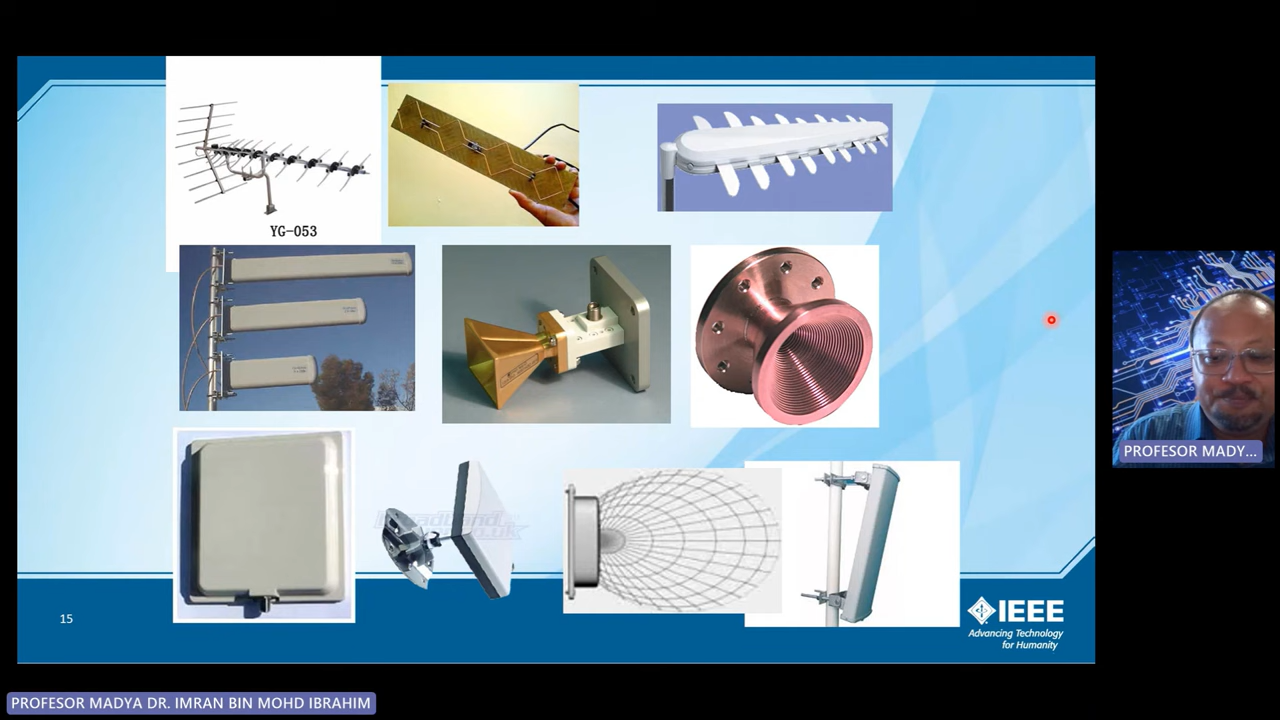 YG-053
15
IEEE
Advancing Technology
for Humanity
PROFESOR MADY...
PROFESOR MADYA DR. IMRAN BIN MOHD IBRAHIM